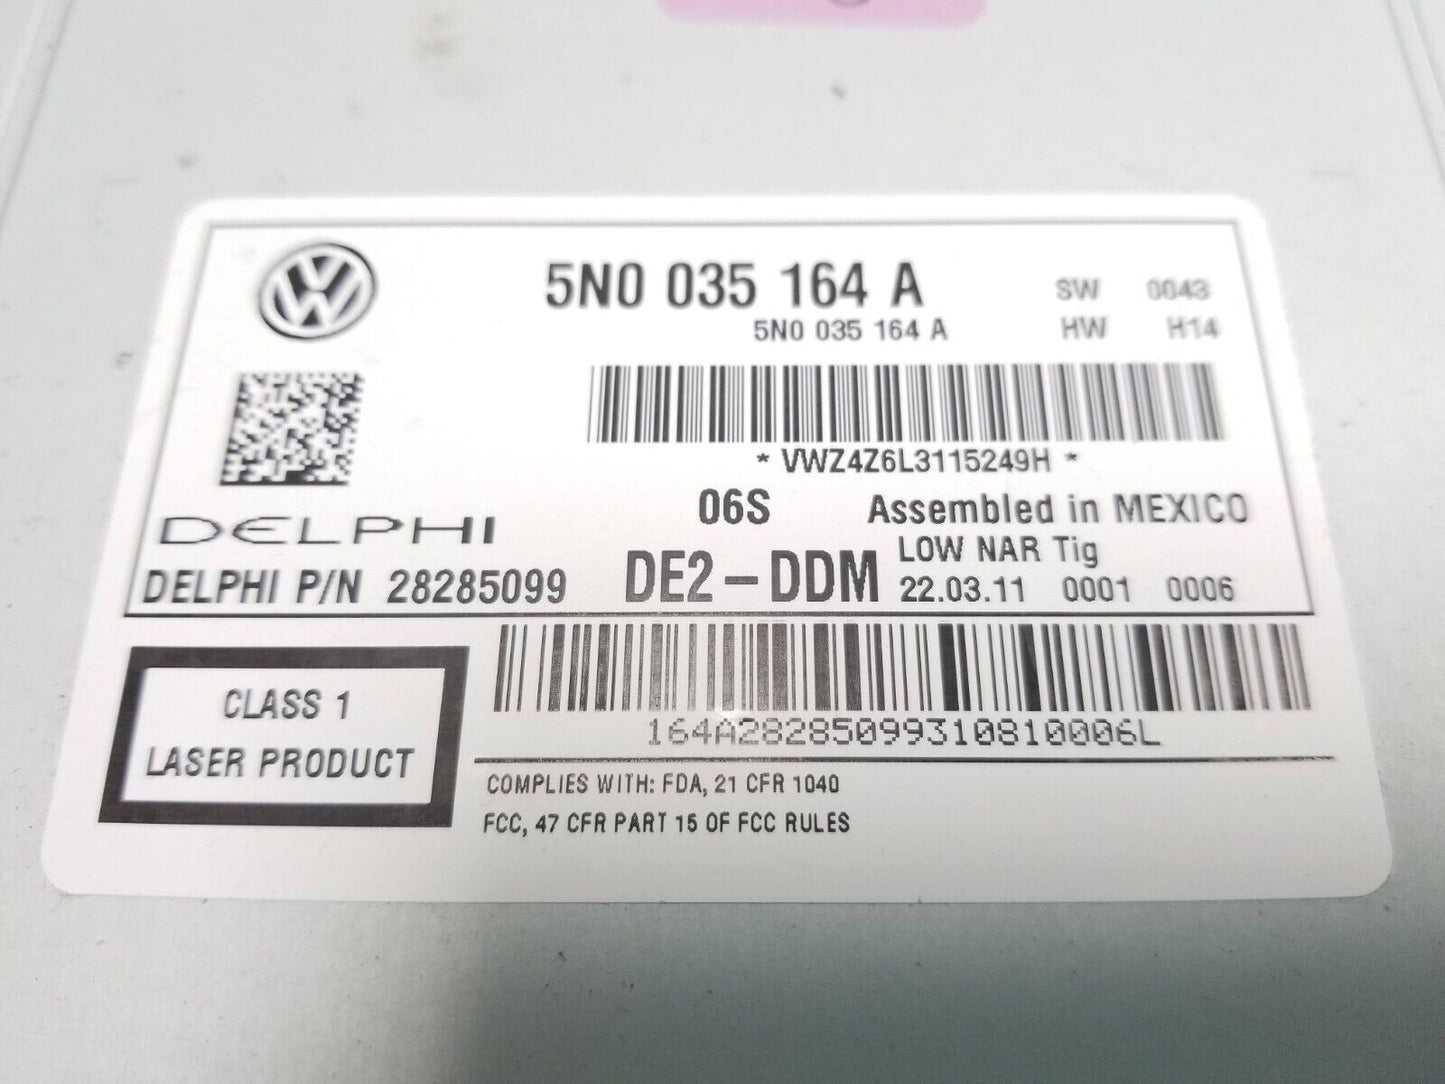 5N0 035 164 A
SW 0043
5N0 035 164 A
HW H14
* VWZ4Z6L3115249H *
06S
Assembled in MEXICO
DELPHI
LOW NAR Tig
DELPHI P/N 28285099
DE2-DDM
22.03.11 0001 0006
CLASS 1
LASER PRODUCT
164A28285099310810006L
COMPLIES WITH: FDA, 21 CFR 1040
FCC, 47 CFR PART 15 OF FCC RULES